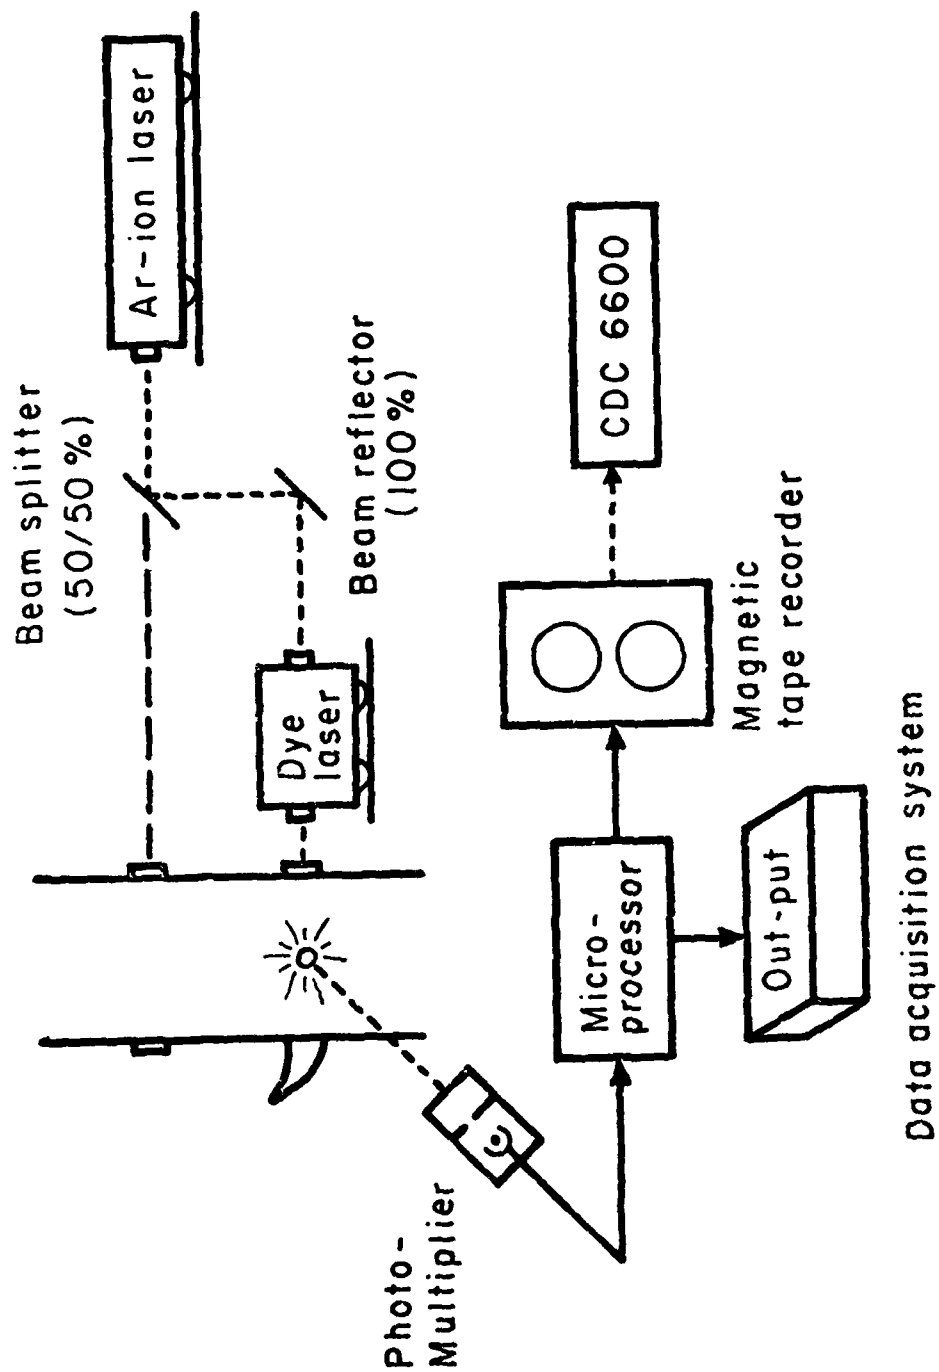 Ar-ion laser
Beam splitter
(50/50%)
Beam reflector
(100%)
Dye
laser
Photo-
Multiplier
Micro-
processor
Out-put
Magnetic
tape recorder
CDC 6600
Data acquisition system